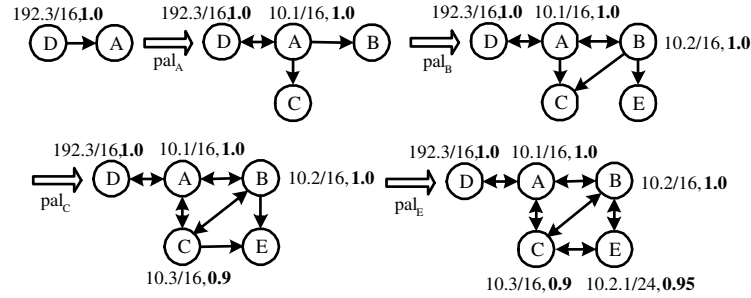 192.3/16,1.0
D A
pal_A
192.3/16,1.0 10.1/16, 1.0
D A B
C
pal_B
192.3/16,1.0 10.1/16, 1.0
D A B 10.2/16, 1.0
C E
pal_C
192.3/16,1.0 10.1/16, 1.0
D A B 10.2/16, 1.0
C E
10.3/16, 0.9
pal_E
192.3/16,1.0 10.1/16, 1.0
D A B 10.2/16, 1.0
C E
10.3/16, 0.9 10.2.1/24, 0.95